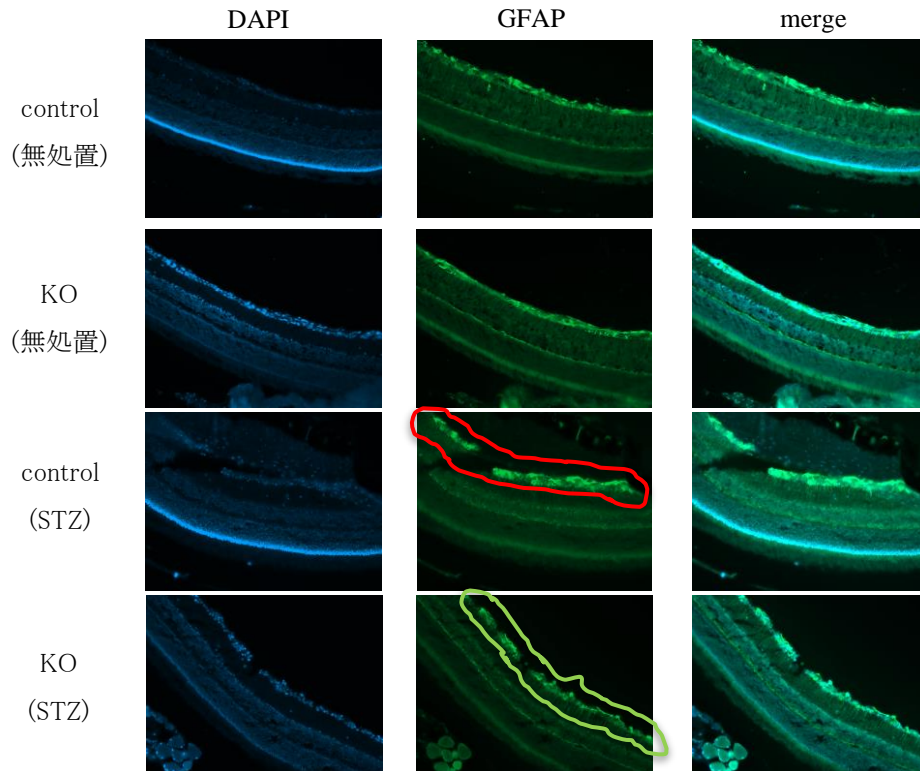 DAPI GFAP merge
control
(無処置)
KO
(無処置)
control
(STZ)
KO
(STZ)